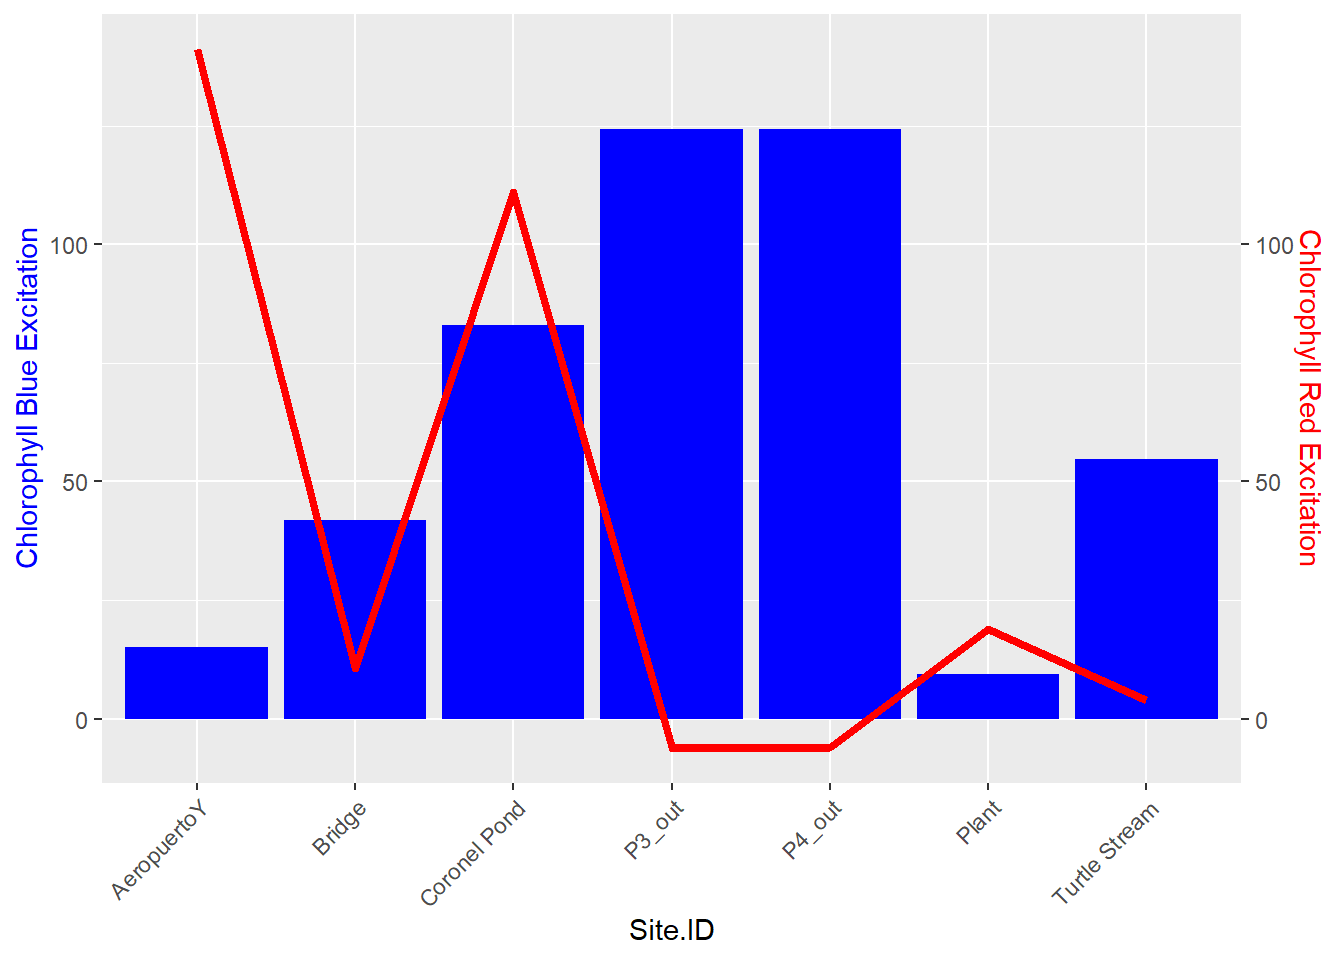 Chlorophyll Blue Excitation
100
50
0
100
50
0
Chlorophyll Red Excitation
AeropuertoY
Bridge
Coronel Pond
P3_out
P4_out
Plant
Turtle Stream
Site.ID